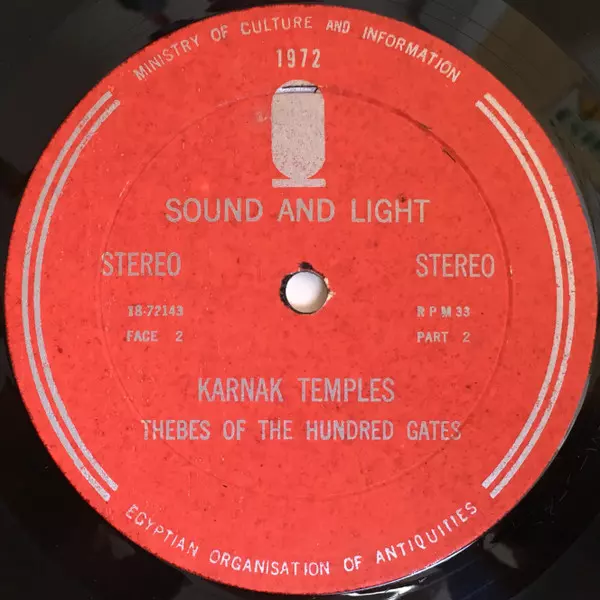 MINISTRY OF CULTURE AND INFORMATION
1972
SOUND AND LIGHT
STEREO STEREO
18-72143 RPM 33
FACE 2 PART 2
KARNAK TEMPLES
THEBES OF THE HUNDRED GATES
EGYPTIAN ORGANISATION OF ANTIQUITIES